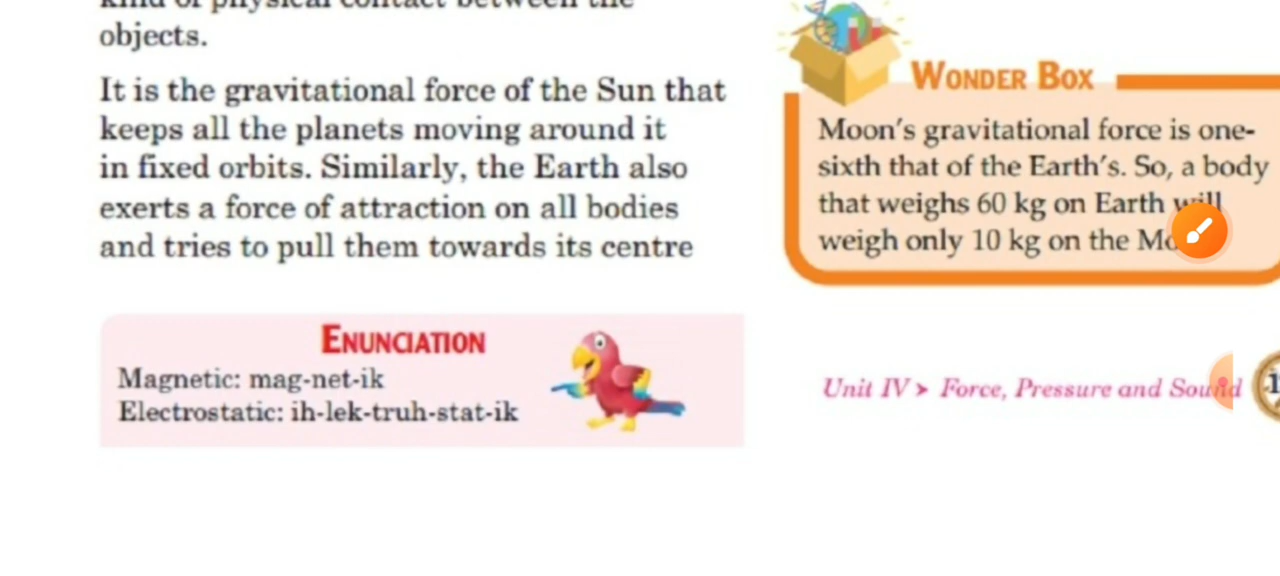 objects.
It is the gravitational force of the Sun that
keeps all the planets moving around it
in fixed orbits. Similarly, the Earth also
exerts a force of attraction on all bodies
and tries to pull them towards its centre
ENUNCIATION
Magnetic: mag-net-ik
Electrostatic: ih-lek-truh-stat-ik
WONDER BOX
Moon's gravitational force is one-
sixth that of the Earth's. So, a body
that weighs 60 kg on Earth will
weigh only 10 kg on the
Unit IV > Force, Pressure and Sound